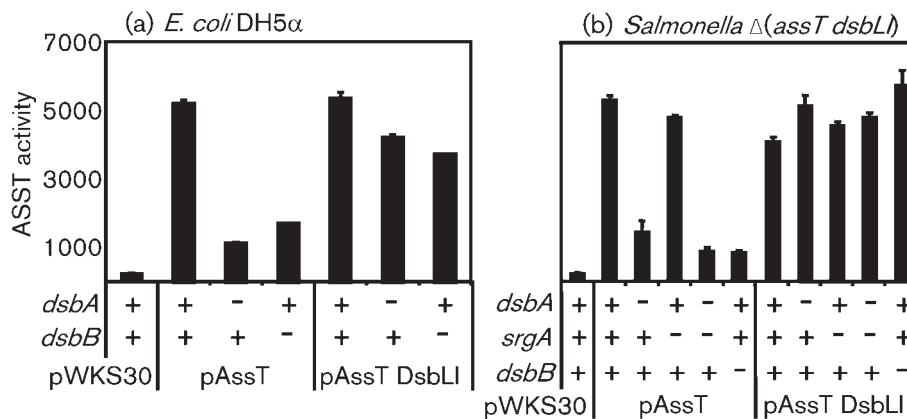 (a) E. coli DH5α
7000
5000
3000
1000
ASST activity
dsbA + + − + + − +
dsbB + + + − + + −
pWKS30 pAssT pAssT DsbLI
(b) Salmonella Δ(assT dsbLI)
dsbA + + − + − + + − + − +
srgA + + + − − + + + − − +
dsbB + + + + + − + + + + −
pWKS30 pAssT pAssT DsbLI